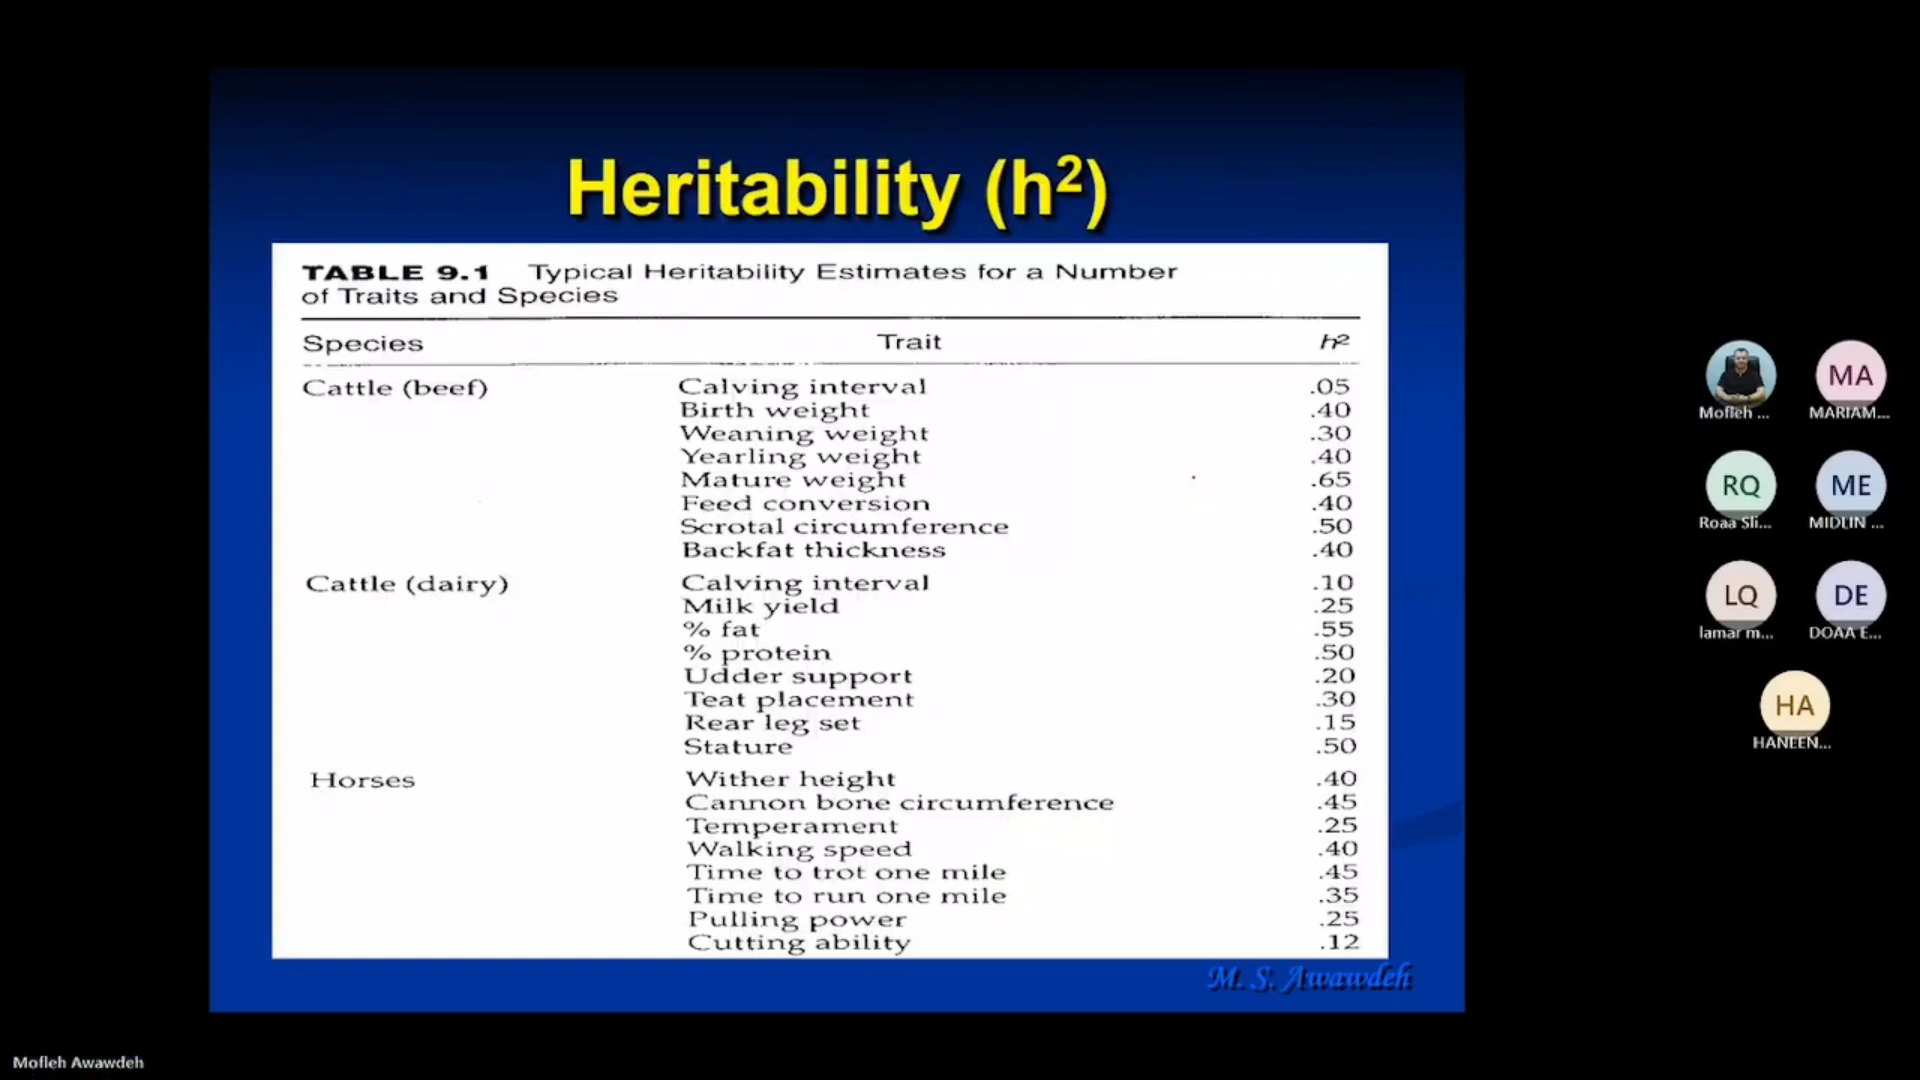 Heritability (h²)
TABLE 9.1 Typical Heritability Estimates for a Number
of Traits and Species
Species Trait h²
Cattle (beef) Calving interval .05
Birth weight .40
Weaning weight .30
Yearling weight .40
Mature weight .65
Feed conversion .40
Scrotal circumference .50
Backfat thickness .40
Cattle (dairy) Calving interval .10
Milk yield .25
% fat .55
% protein .50
Udder support .20
Teat placement .30
Rear leg set .15
Stature .50
Horses Wither height .40
Cannon bone circumference .45
Temperament .25
Walking speed .40
Time to trot one mile .45
Time to run one mile .35
Pulling power .25
Cutting ability .12
M. S. Awawdeh
Mofleh ... MA MARIAM...
RQ ME
Roaa Sli... MIDLIN ...
LQ DE
lamar m... DOAA E...
HA
HANEEN...
Mofleh Awawdeh